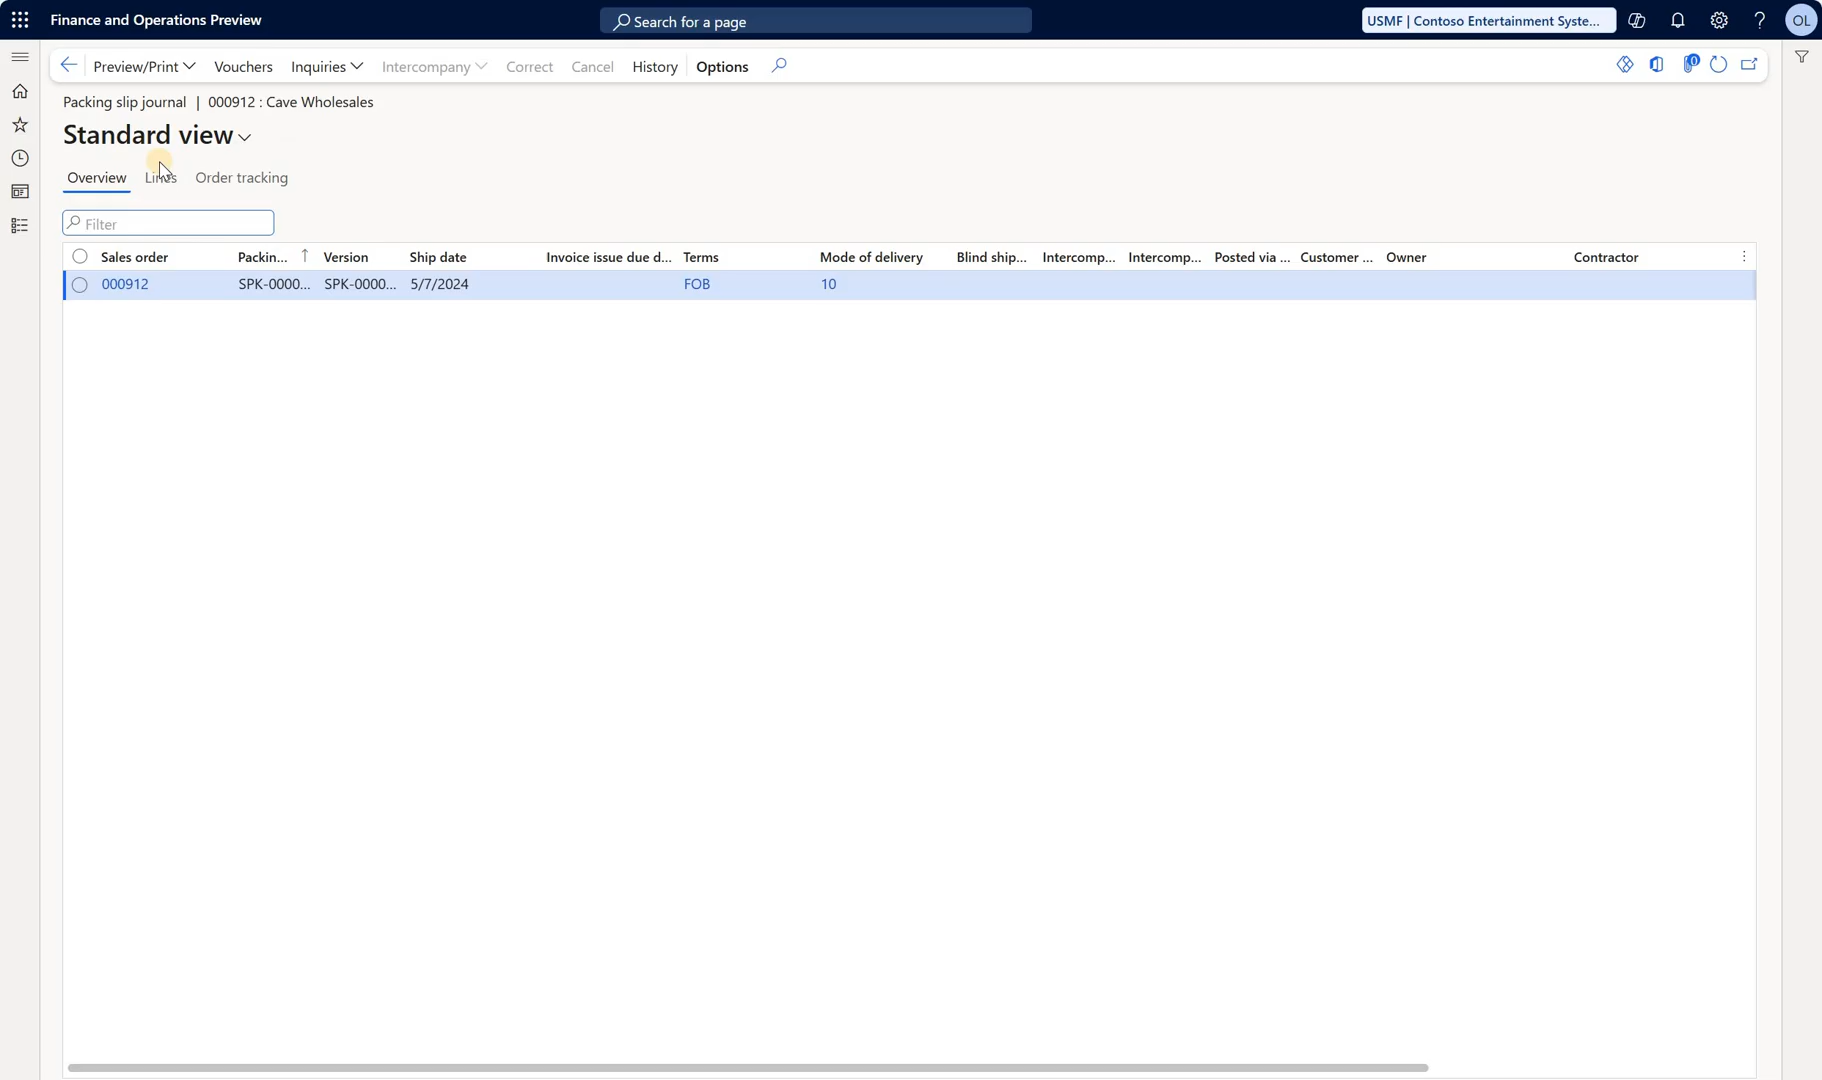 Finance and Operations Preview
Search for a page
USMF | Contoso Entertainment Syste...
OL
Preview/Print
Vouchers
Inquiries
Intercompany
Correct
Cancel
History
Options
0
Packing slip journal | 000912 : Cave Wholesales
Standard view
Overview Lines Order tracking
Filter
Sales order Packin... Version Ship date Invoice issue due d... Terms Mode of delivery Blind ship... Intercomp... Intercomp... Posted via ... Customer ... Owner Contractor
000912 SPK-0000... SPK-0000... 5/7/2024 FOB 10